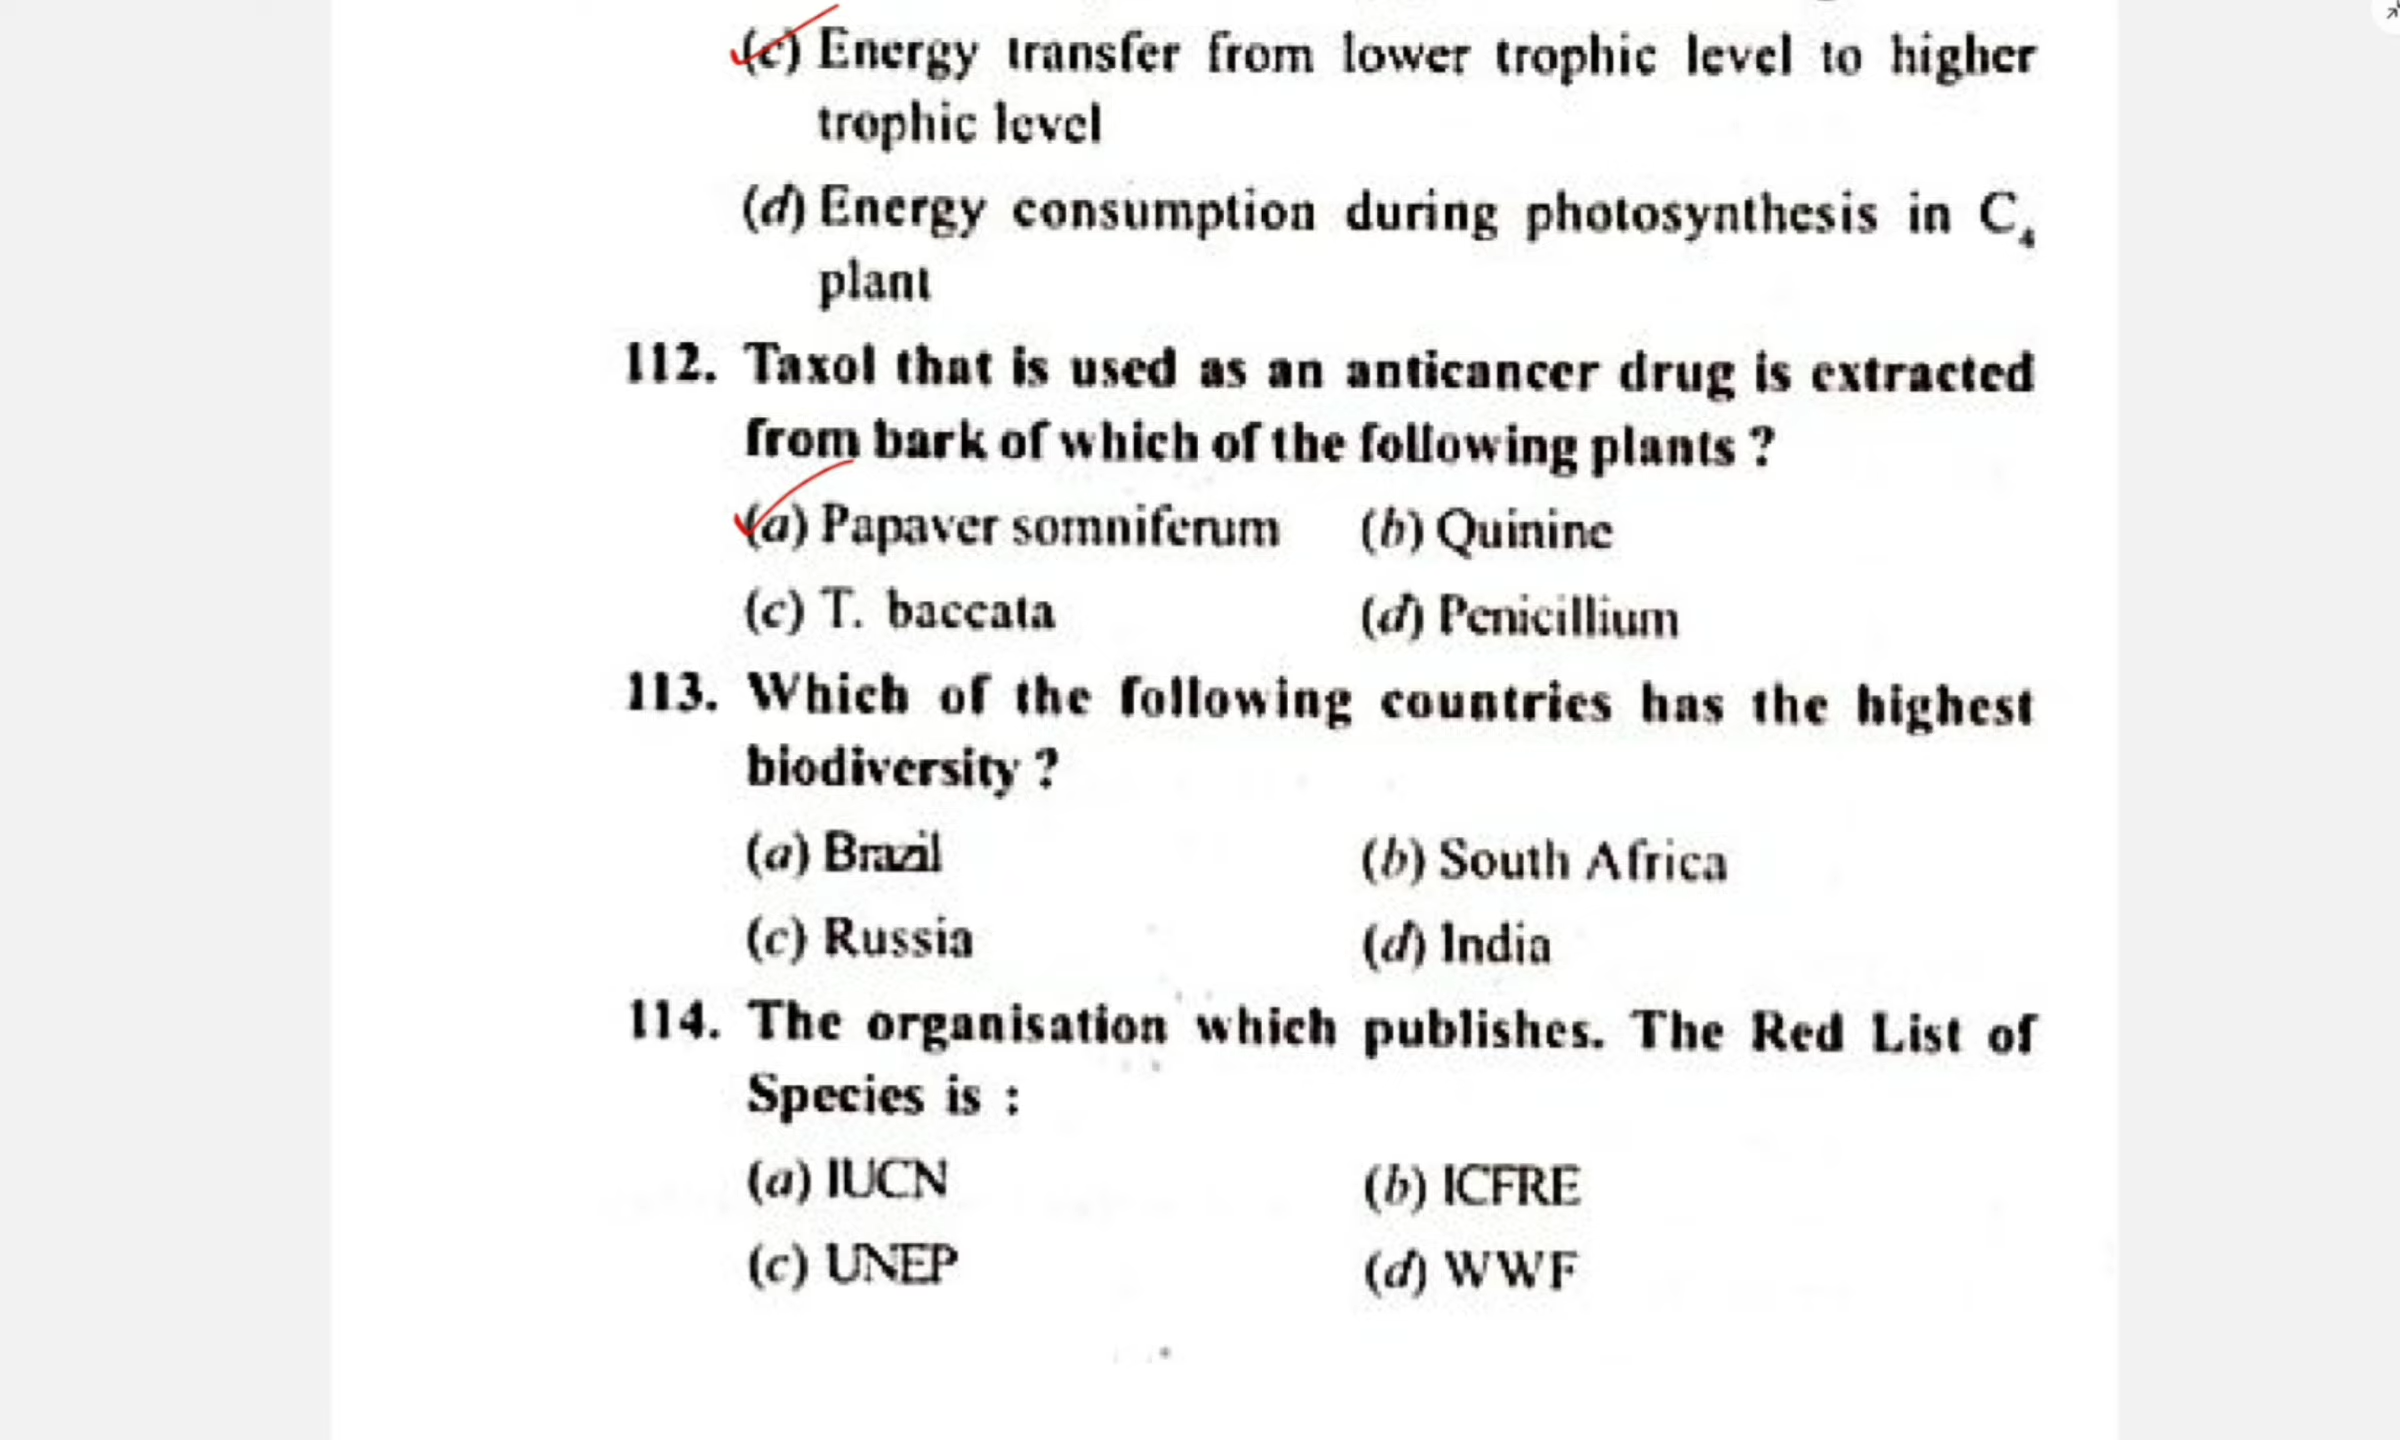 (c) Energy transfer from lower trophic level to higher
trophic level
(d) Energy consumption during photosynthesis in C₄
plant
112. Taxol that is used as an anticancer drug is extracted
from bark of which of the following plants ?
(a) Papaver somniferum (b) Quinine
(c) T. baccata (d) Penicillium
113. Which of the following countries has the highest
biodiversity ?
(a) Brazil (b) South Africa
(c) Russia (d) India
114. The organisation which publishes. The Red List of
Species is :
(a) IUCN (b) ICFRE
(c) UNEP (d) WWF